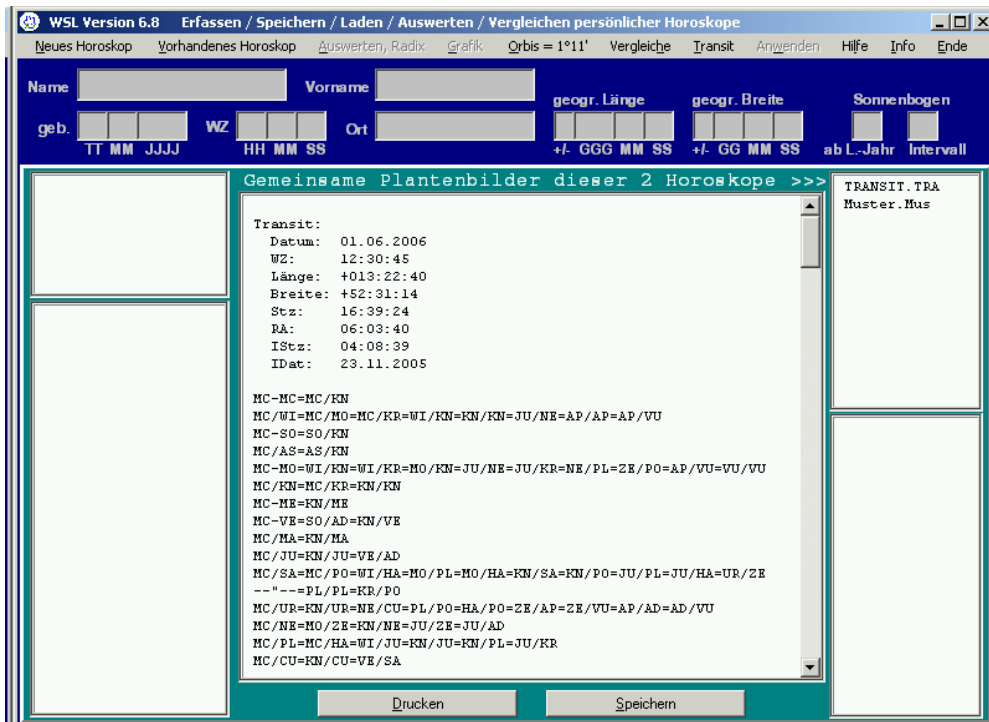 WSL Version 6.8 Erfassen / Speichern / Laden / Auswerten / Vergleichen persönlicher Horoskope
Neues Horoskop Vorhandenes Horoskop Auswerten, Radix Grafik Orbis = 1°11' Vergleiche Transit Anwenden Hilfe Info Ende
Name Vorname geogr. Länge geogr. Breite Sonnenbogen
geb. WZ Ort
TT MM JJJJ HH MM SS +/- GGG MM SS +/- GG MM SS ab L.-Jahr Intervall
Gemeinsame Plantenbilder dieser 2 Horoskope >>>
TRANSIT.TRA
Muster.Mus
Transit:
Datum: 01.06.2006
WZ: 12:30:45
Länge: +013:22:40
Breite: +52:31:14
Stz: 16:39:24
RA: 06:03:40
IStz: 04:08:39
IDat: 23.11.2005
MC-MC=MC/KN
MC/WI=MC/MO=MC/KR=WI/KN=KN/KN=JU/NE=AP/AP=AP/VU
MC-SO=SO/KN
MC/AS=AS/KN
MC-MO=WI/KN=WI/KR=MO/KN=JU/NE=JU/KR=NE/PL=ZE/PO=AP/VU=VU/VU
MC/KN=MC/KR=KN/KN
MC-ME=KN/ME
MC-VE=SO/AD=KN/VE
MC/MA=KN/MA
MC/JU=KN/JU=VE/AD
MC/SA=MC/PO=WI/HA=MO/PL=MO/HA=KN/SA=KN/PO=JU/PL=JU/HA=UR/ZE
--"--=PL/PL=KR/PO
MC/UR=KN/UR=NE/CU=PL/PO=HA/PO=ZE/AP=ZE/VU=AP/AD=AD/VU
MC/NE=MO/ZE=KN/NE=JU/ZE=JU/AD
MC/PL=MC/HA=WI/JU=KN/JU=KN/PL=JU/KR
MC/CU=KN/CU=VE/SA
Drucken Speichern